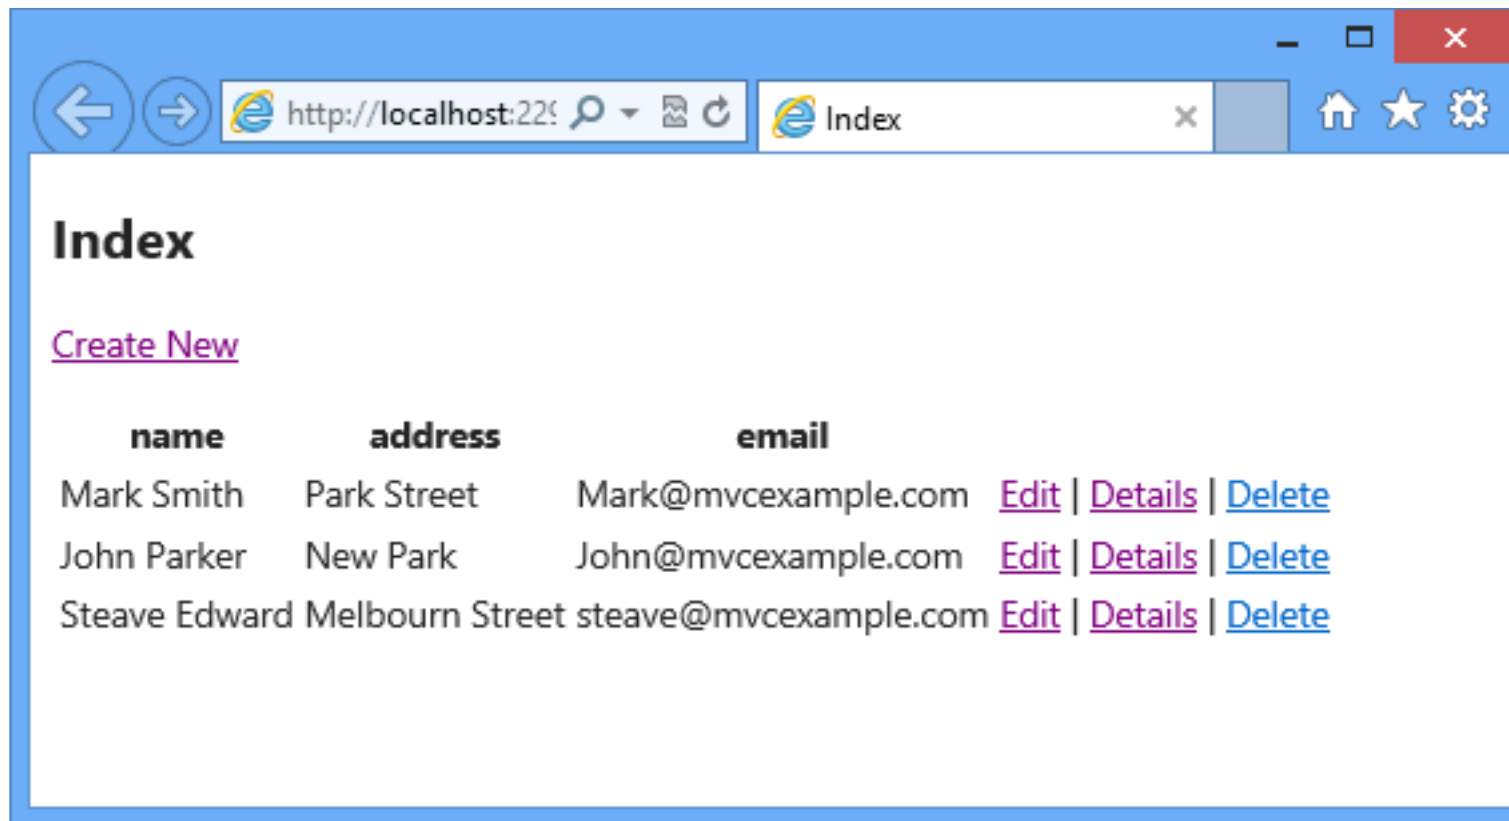 http://localhost:229
Index
Index
Create New
name address email
Mark Smith Park Street Mark@mvcexample.com Edit | Details | Delete
John Parker New Park John@mvcexample.com Edit | Details | Delete
Steave Edward Melbourn Street steave@mvcexample.com Edit | Details | Delete